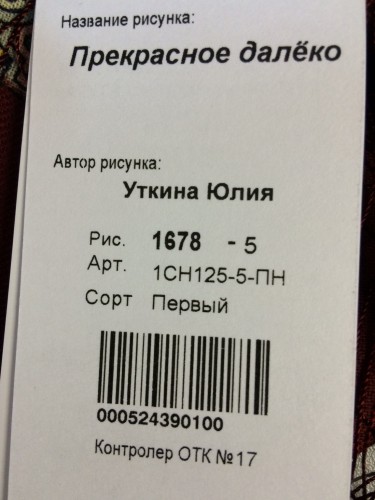 Название рисунка:
Прекрасное далёко
Автор рисунка:
Уткина Юлия
Рис. 1678 - 5
Арт. 1СН125-5-ПН
Сорт Первый
000524390100
Контролер ОТК №17